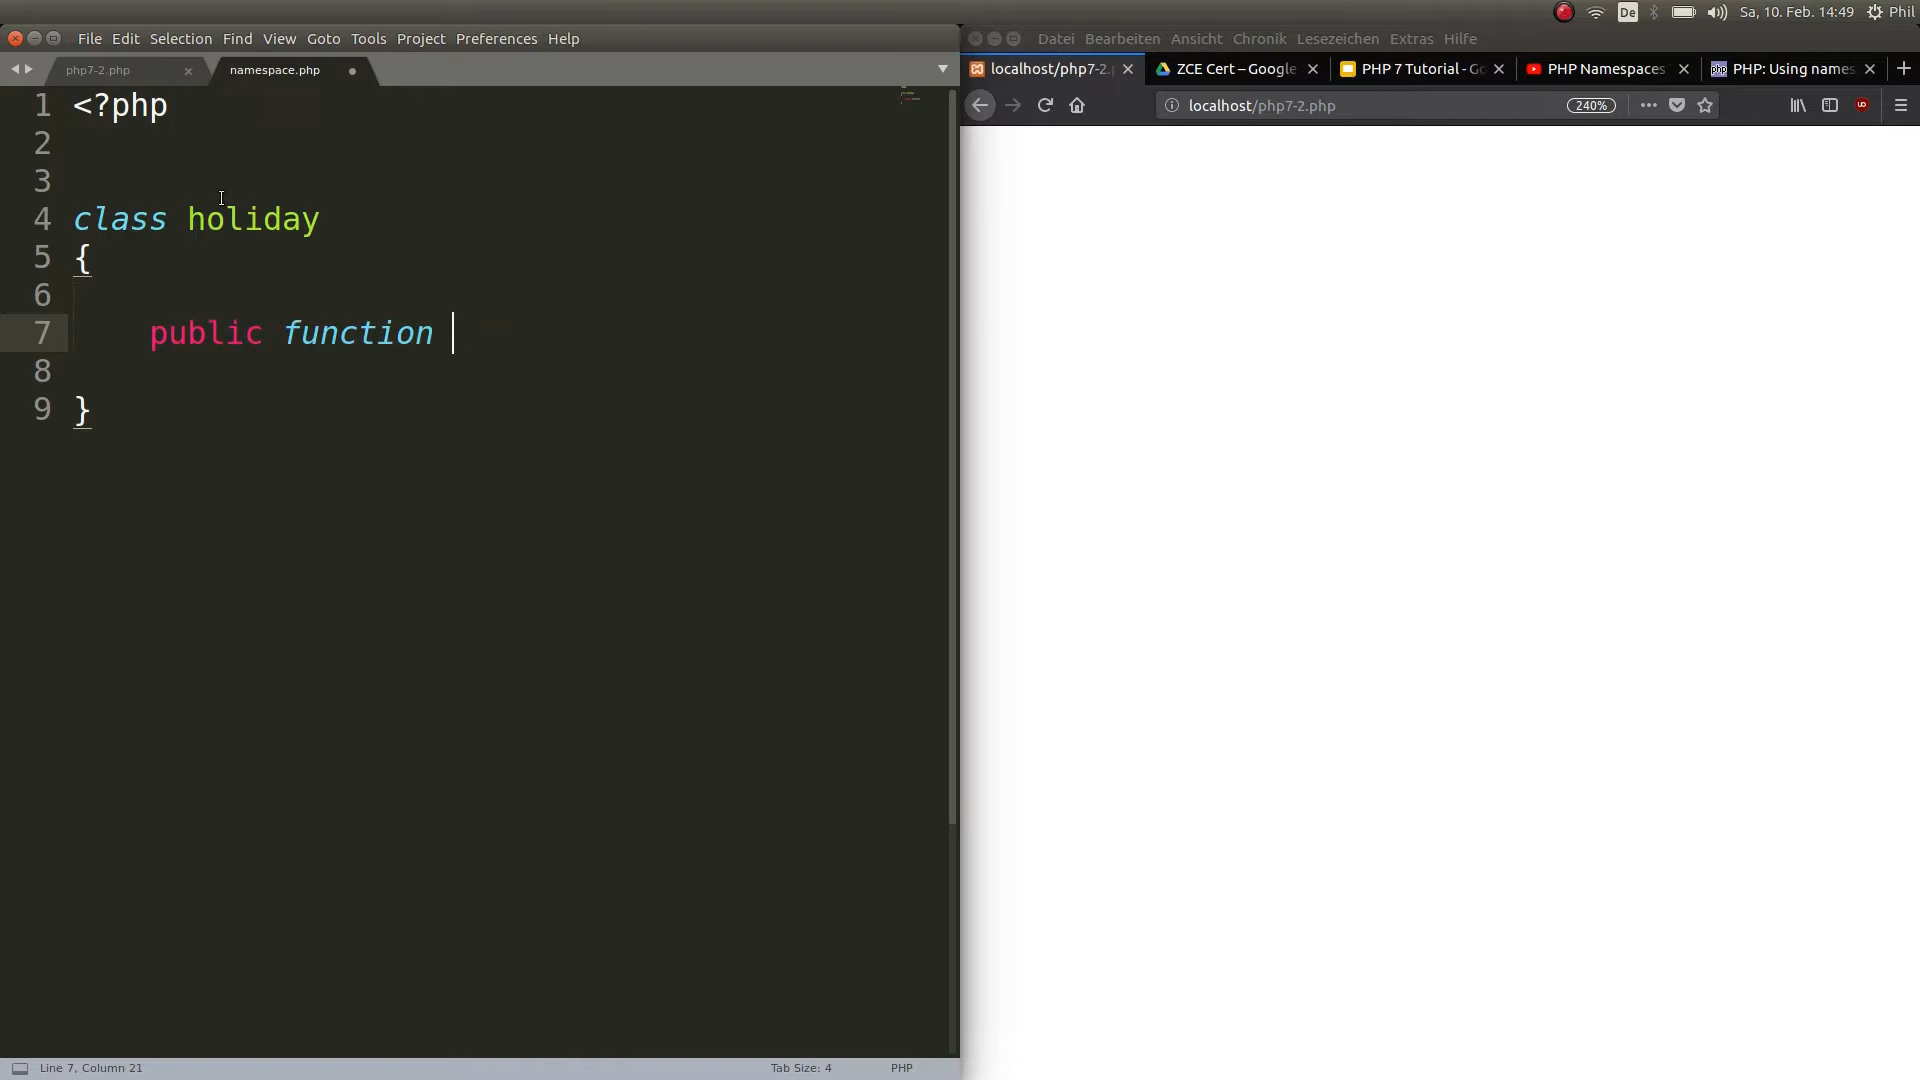 De Sa, 10. Feb. 14:49 Phil
File Edit Selection Find View Goto Tools Project Preferences Help
Datei Bearbeiten Ansicht Chronik Lesezeichen Extras Hilfe
php7-2.php × namespace.php
localhost/php7-2. × ZCE Cert – Google × PHP 7 Tutorial - Go × PHP Namespaces × php PHP: Using names ×
localhost/php7-2.php 240%
1 <?php
2
3
4 class holiday
5 {
6
7 public function
8
9 }
Line 7, Column 21 Tab Size: 4 PHP